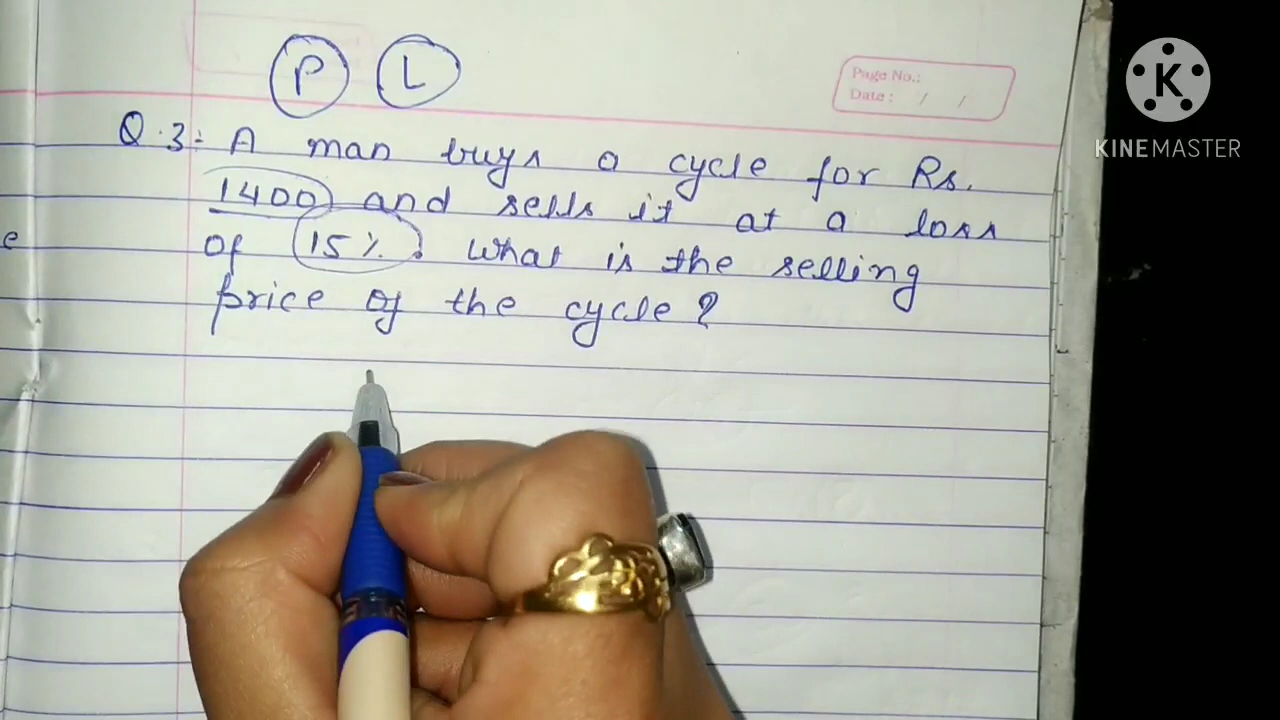 P L
Page No.:
Date : / /
K
KINEMASTER
Q.3: A man buys a cycle for Rs.
1400 and sells it at a loss
of 15%. What is the selling
price of the cycle?
e